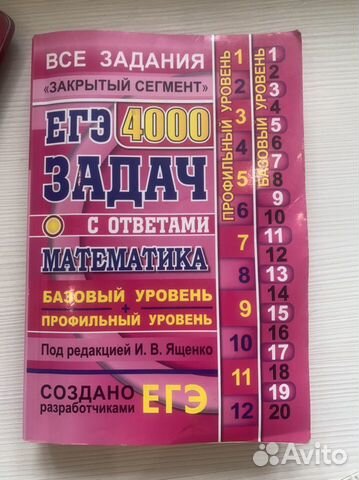 ВСЕ ЗАДАНИЯ
«ЗАКРЫТЫЙ СЕГМЕНТ»
ЕГЭ 4000
ЗАДАЧ
С ОТВЕТАМИ
МАТЕМАТИКА
БАЗОВЫЙ УРОВЕНЬ
+
ПРОФИЛЬНЫЙ УРОВЕНЬ
Под редакцией И. В. Ященко
СОЗДАНО
разработчиками ЕГЭ
ПРОФИЛЬНЫЙ УРОВЕНЬ
1
2
3
4
5
6
7
8
9
10
11
12
БАЗОВЫЙ УРОВЕНЬ
1
2
3
4
5
6
7
8
9
10
11
12
13
14
15
16
17
18
19
20
Avito